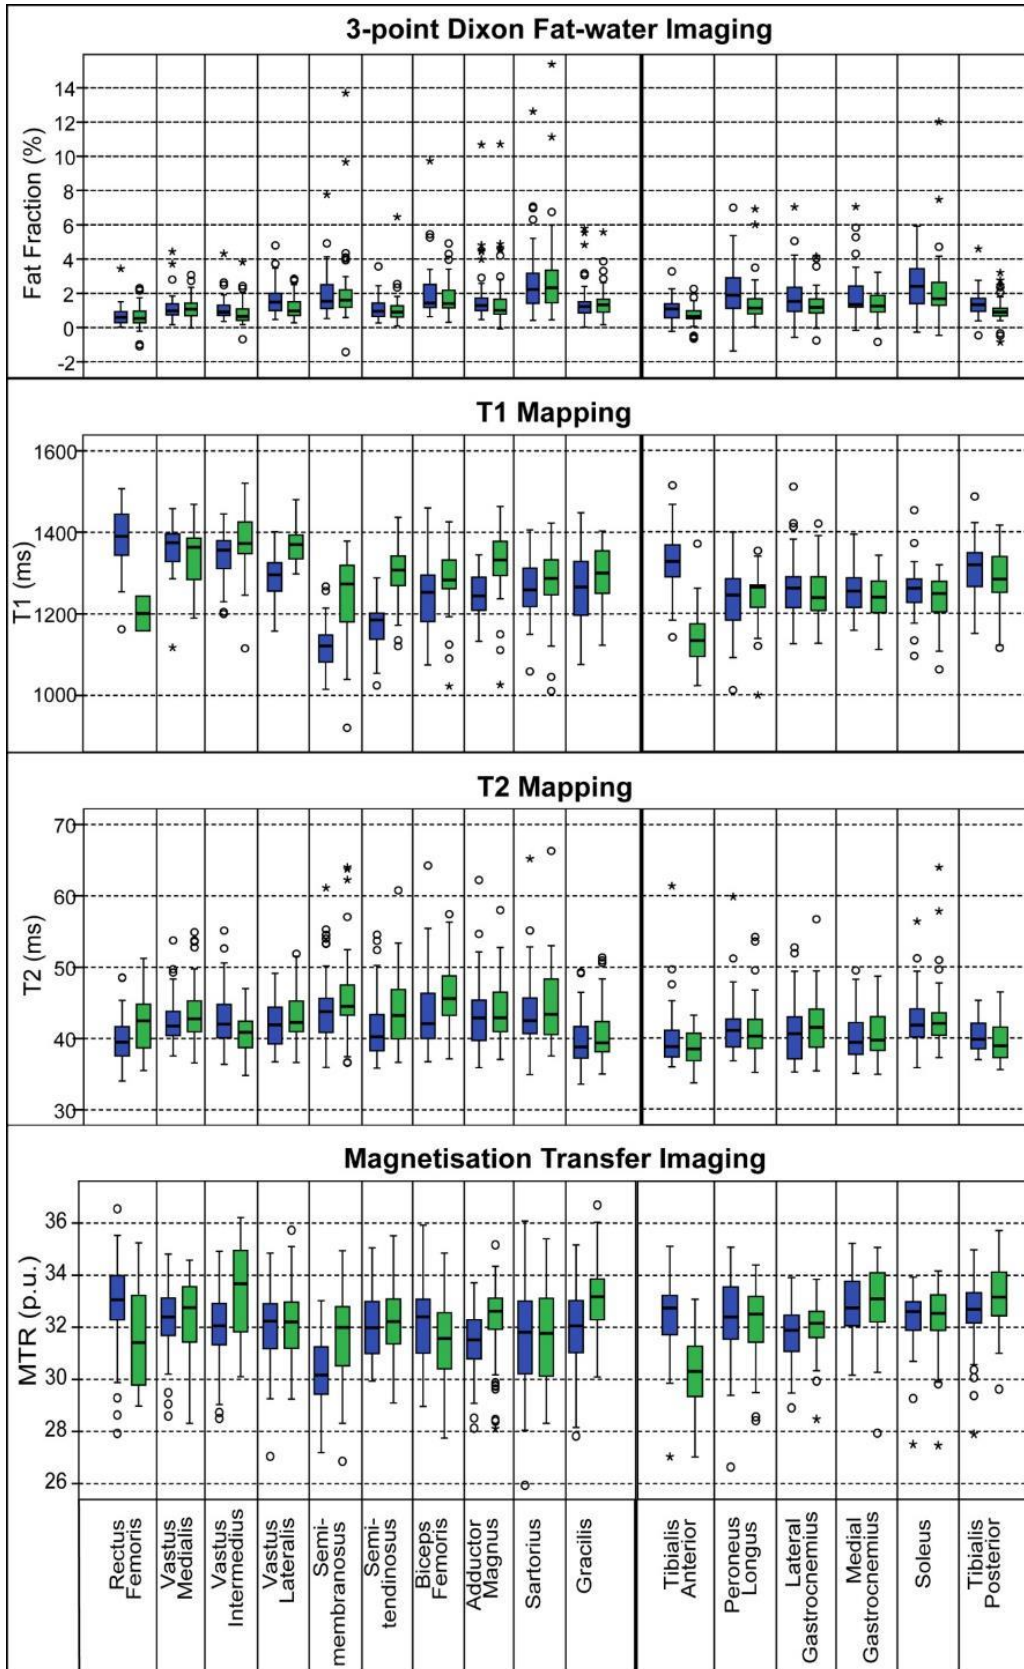 3-point Dixon Fat-water Imaging
Fat Fraction (%)
14
12
10
8
6
4
2
0
-2
T1 Mapping
T1 (ms)
1600
1400
1200
1000
T2 Mapping
T2 (ms)
70
60
50
40
30
Magnetisation Transfer Imaging
MTR (p.u.)
36
34
32
30
28
26
Rectus
Femoris
Vastus
Medialis
Vastus
Intermedius
Vastus
Lateralis
Semi-
membranosus
Semi-
tendinosus
Biceps
Femoris
Adductor
Magnus
Sartorius
Gracilis
Tibialis
Anterior
Peroneus
Longus
Lateral
Gastrocnemius
Medial
Gastrocnemius
Soleus
Tibialis
Posterior